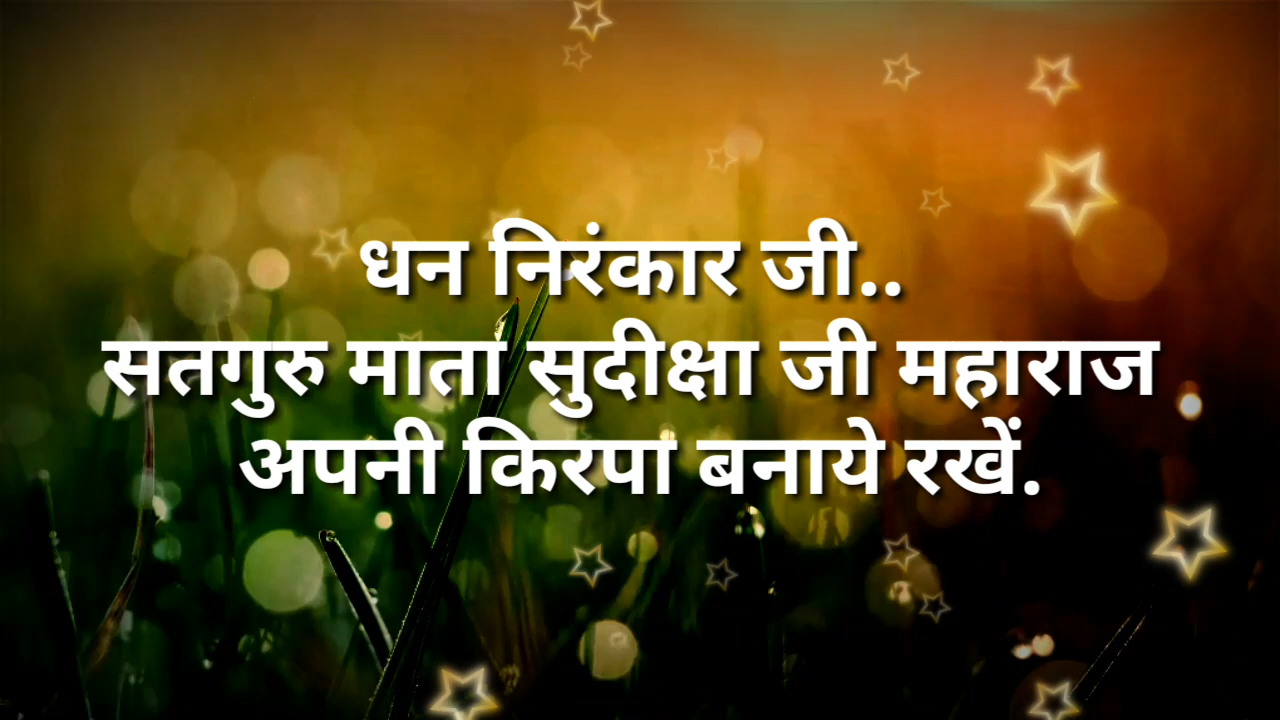 धन निरंकार जी..
सतगुरु माता सुदीक्षा जी महाराज
अपनी किरपा बनाये रखें.